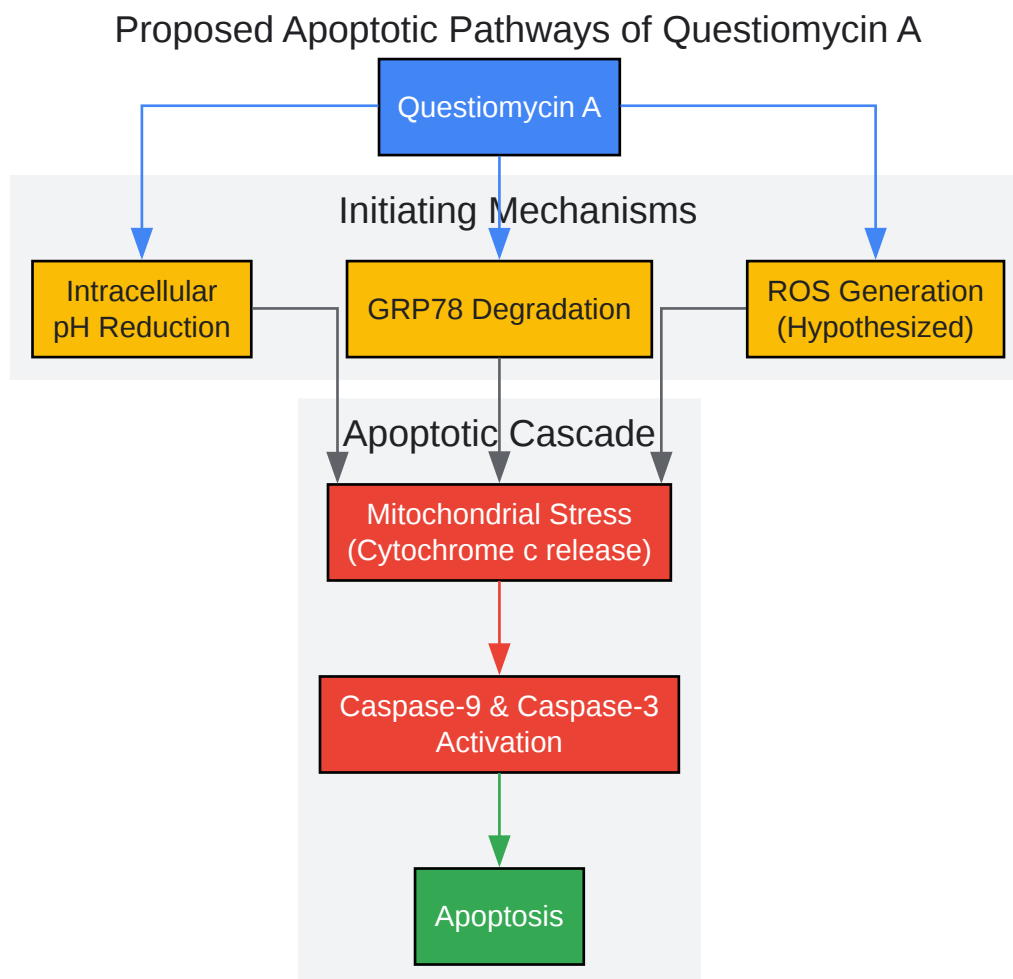 Proposed Apoptotic Pathways of Questiomycin A
Questiomycin A
Initiating Mechanisms
Intracellular
pH Reduction
GRP78 Degradation
ROS Generation
(Hypothesized)
Apoptotic Cascade
Mitochondrial Stress
(Cytochrome c release)
Caspase-9 & Caspase-3
Activation
Apoptosis